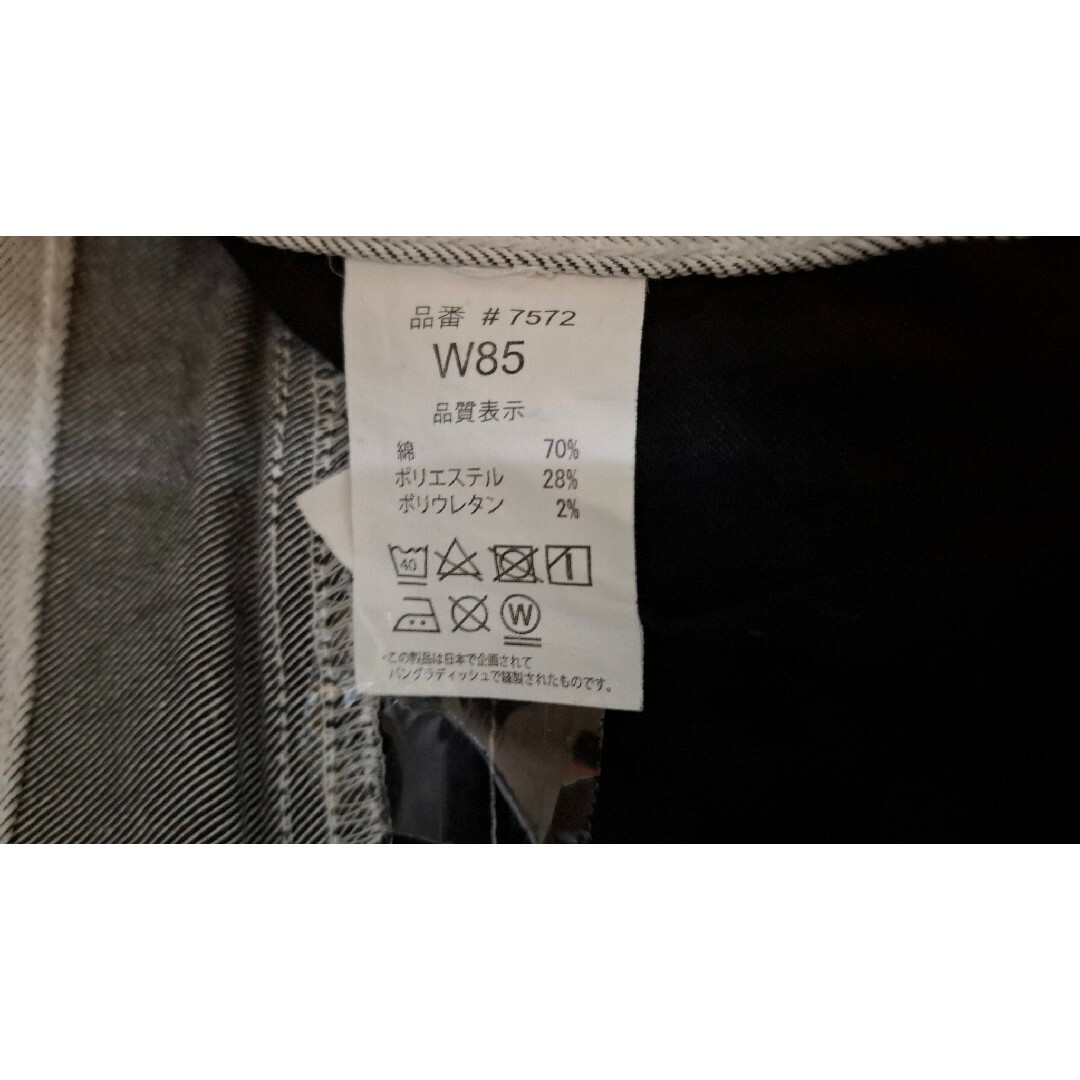 品番 #7572
W85
品質表示
綿 70%
ポリエステル 28%
ポリウレタン 2%
40
W
・この製品は日本で企画されて
バングラディッシュで縫製されたものです。